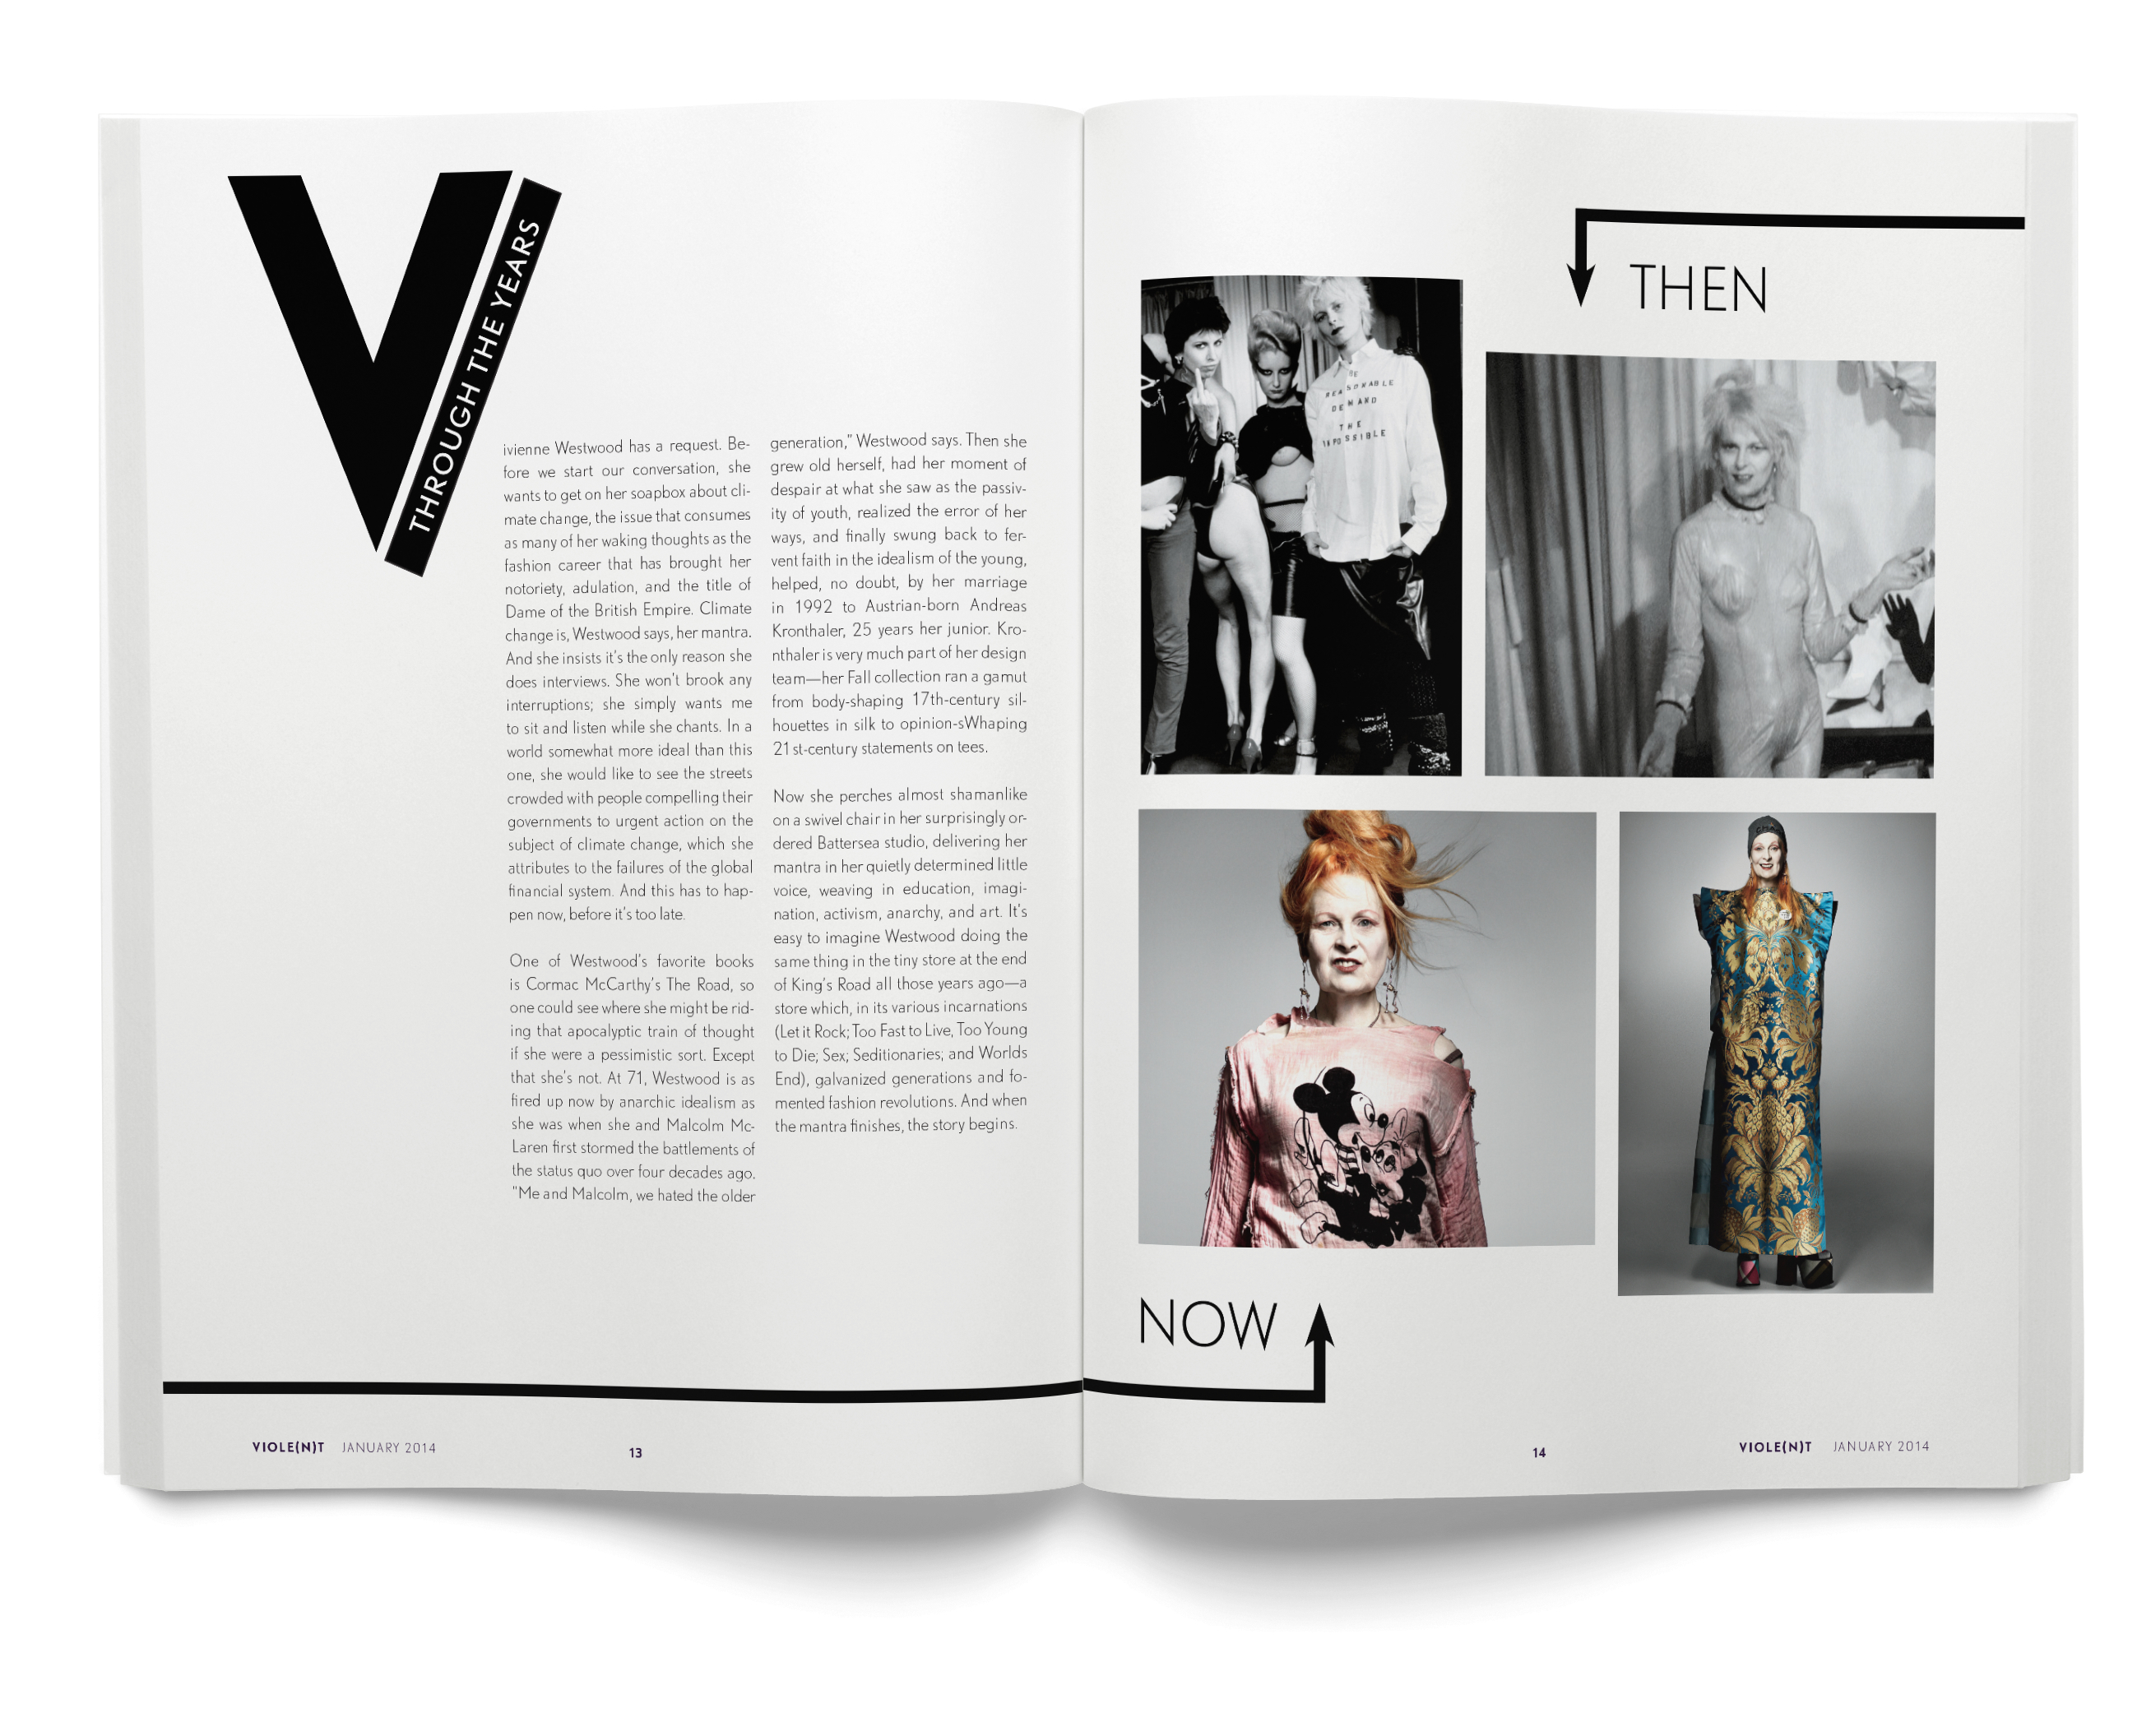 V
THROUGH THE YEARS
ivienne Westwood has a request. Be-
fore we start our conversation, she
wants to get on her soapbox about cli-
mate change, the issue that consumes
as many of her waking thoughts as the
fashion career that has brought her
notoriety, adulation, and the title of
Dame of the British Empire. Climate
change is, Westwood says, her mantra.
And she insists it's the only reason she
does interviews. She won't brook any
interruptions; she simply wants me
to sit and listen while she chants. In a
world somewhat more ideal than this
one, she would like to see the streets
crowded with people compelling their
governments to urgent action on the
subject of climate change, which she
attributes to the failures of the global
financial system. And this has to hap-
pen now, before it's too late.
One of Westwood's favorite books
is Cormac McCarthy's The Road, so
one could see where she might be rid-
ing that apocalyptic train of thought
if she were a pessimistic sort. Except
that she's not. At 71, Westwood is as
fired up now by anarchic idealism as
she was when she and Malcolm Mc-
Laren first stormed the battlements of
the status quo over four decades ago.
"Me and Malcolm, we hated the older
generation," Westwood says. Then she
grew old herself, had her moment of
despair at what she saw as the passiv-
ity of youth, realized the error of her
ways, and finally swung back to fer-
vent faith in the idealism of the young,
helped, no doubt, by her marriage
in 1992 to Austrian-born Andreas
Kronthaler, 25 years her junior. Kro-
nthaler is very much part of her design
team—her Fall collection ran a gamut
from body-shaping 17th-century sil-
houettes in silk to opinion-sWhaping
21st-century statements on tees.
Now she perches almost shamanlike
on a swivel chair in her surprisingly or-
dered Battersea studio, delivering her
mantra in her quietly determined little
voice, weaving in education, imagi-
nation, activism, anarchy, and art. It's
easy to imagine Westwood doing the
same thing in the tiny store at the end
of King's Road all those years ago—a
store which, in its various incarnations
(Let it Rock; Too Fast to Live, Too Young
to Die; Sex; Seditionaries; and Worlds
End), galvanized generations and fo-
mented fashion revolutions. And when
the mantra finishes, the story begins.
VIOLE(N)T JANUARY 2014
13
THEN
BE
REASONABLE
DEMAND
THE
IMPOSSIBLE
NOW
14
VIOLE(N)T JANUARY 2014